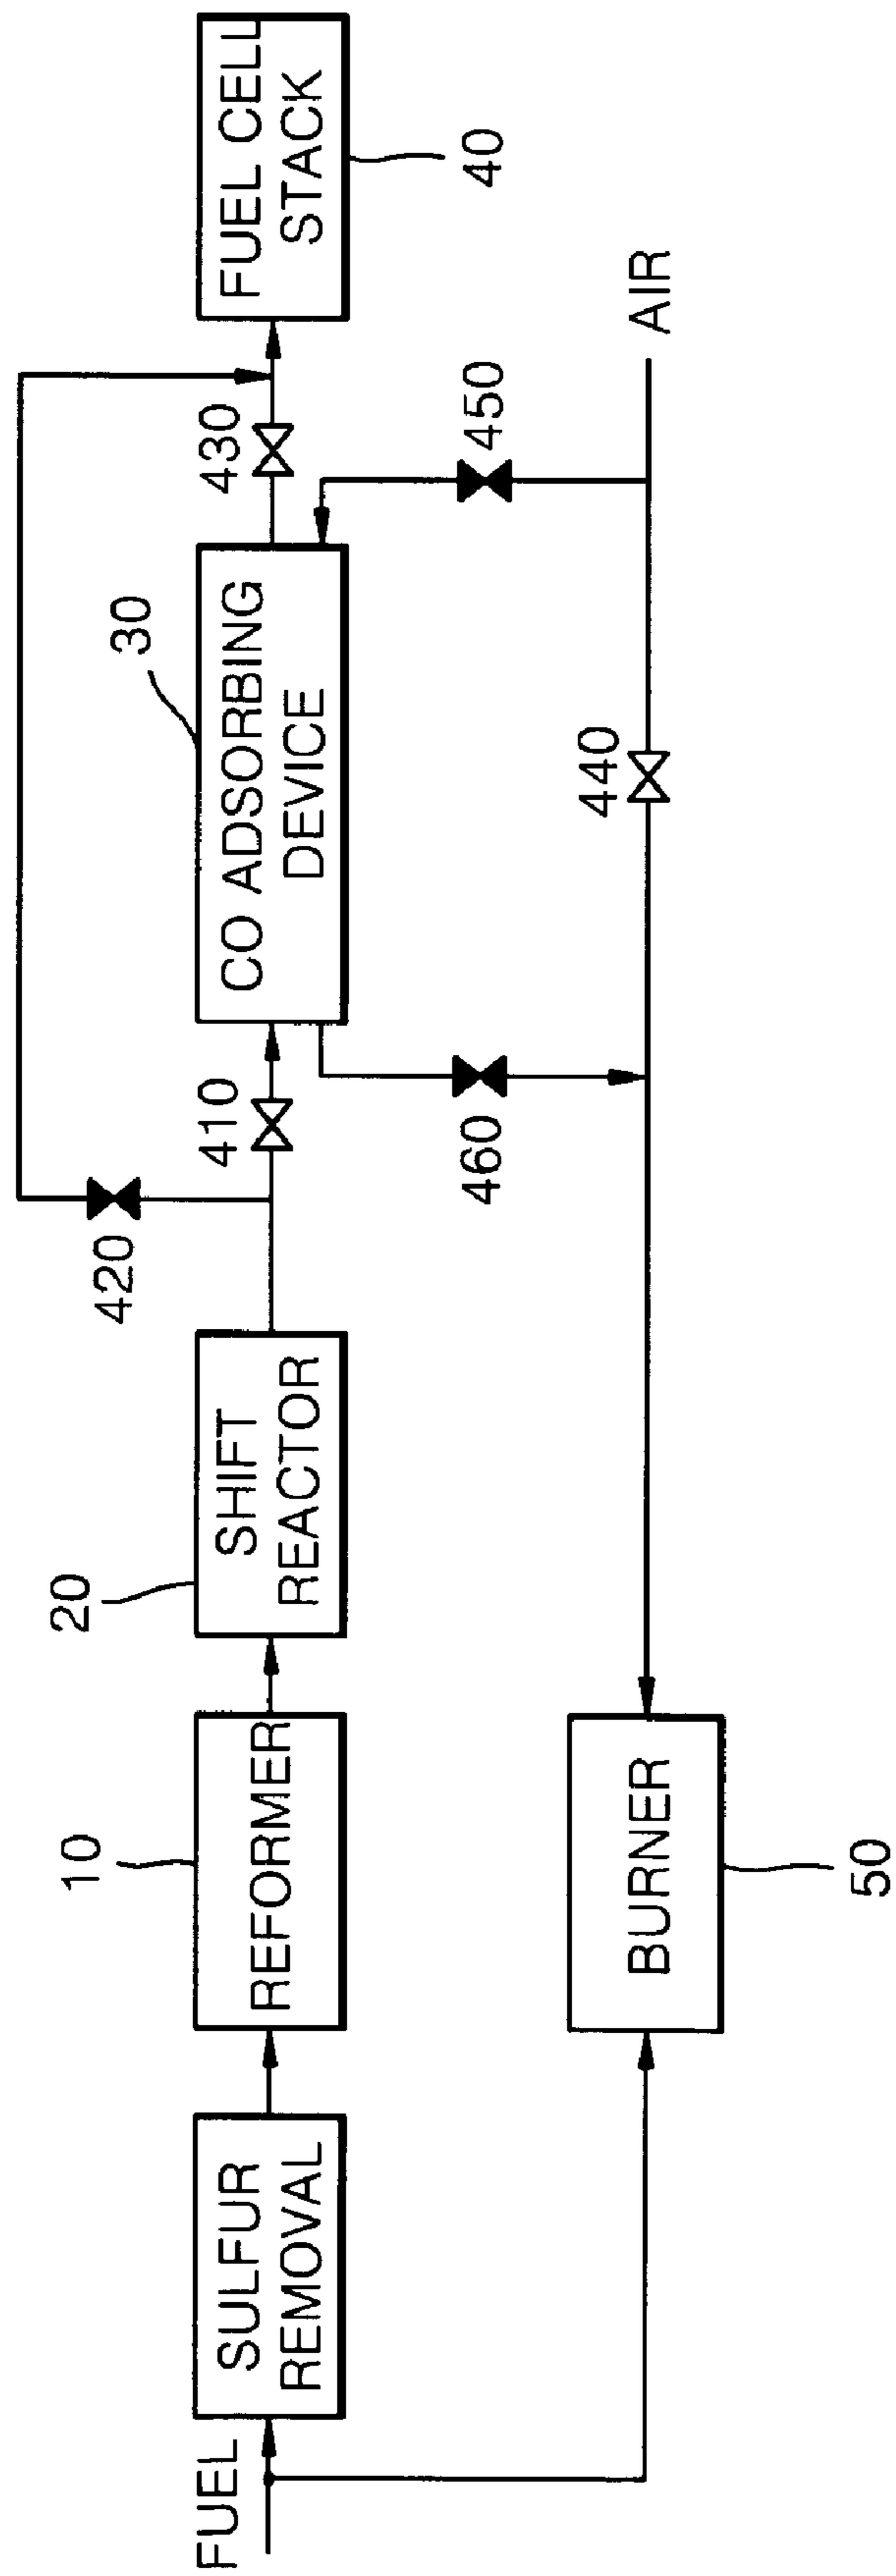 FUEL
SULFUR
REMOVAL
10
REFORMER
20
SHIFT
REACTOR
420
410
30
CO ADSORBING
DEVICE
430
FUEL CELL
STACK
40
460
440
450
AIR
BURNER
50